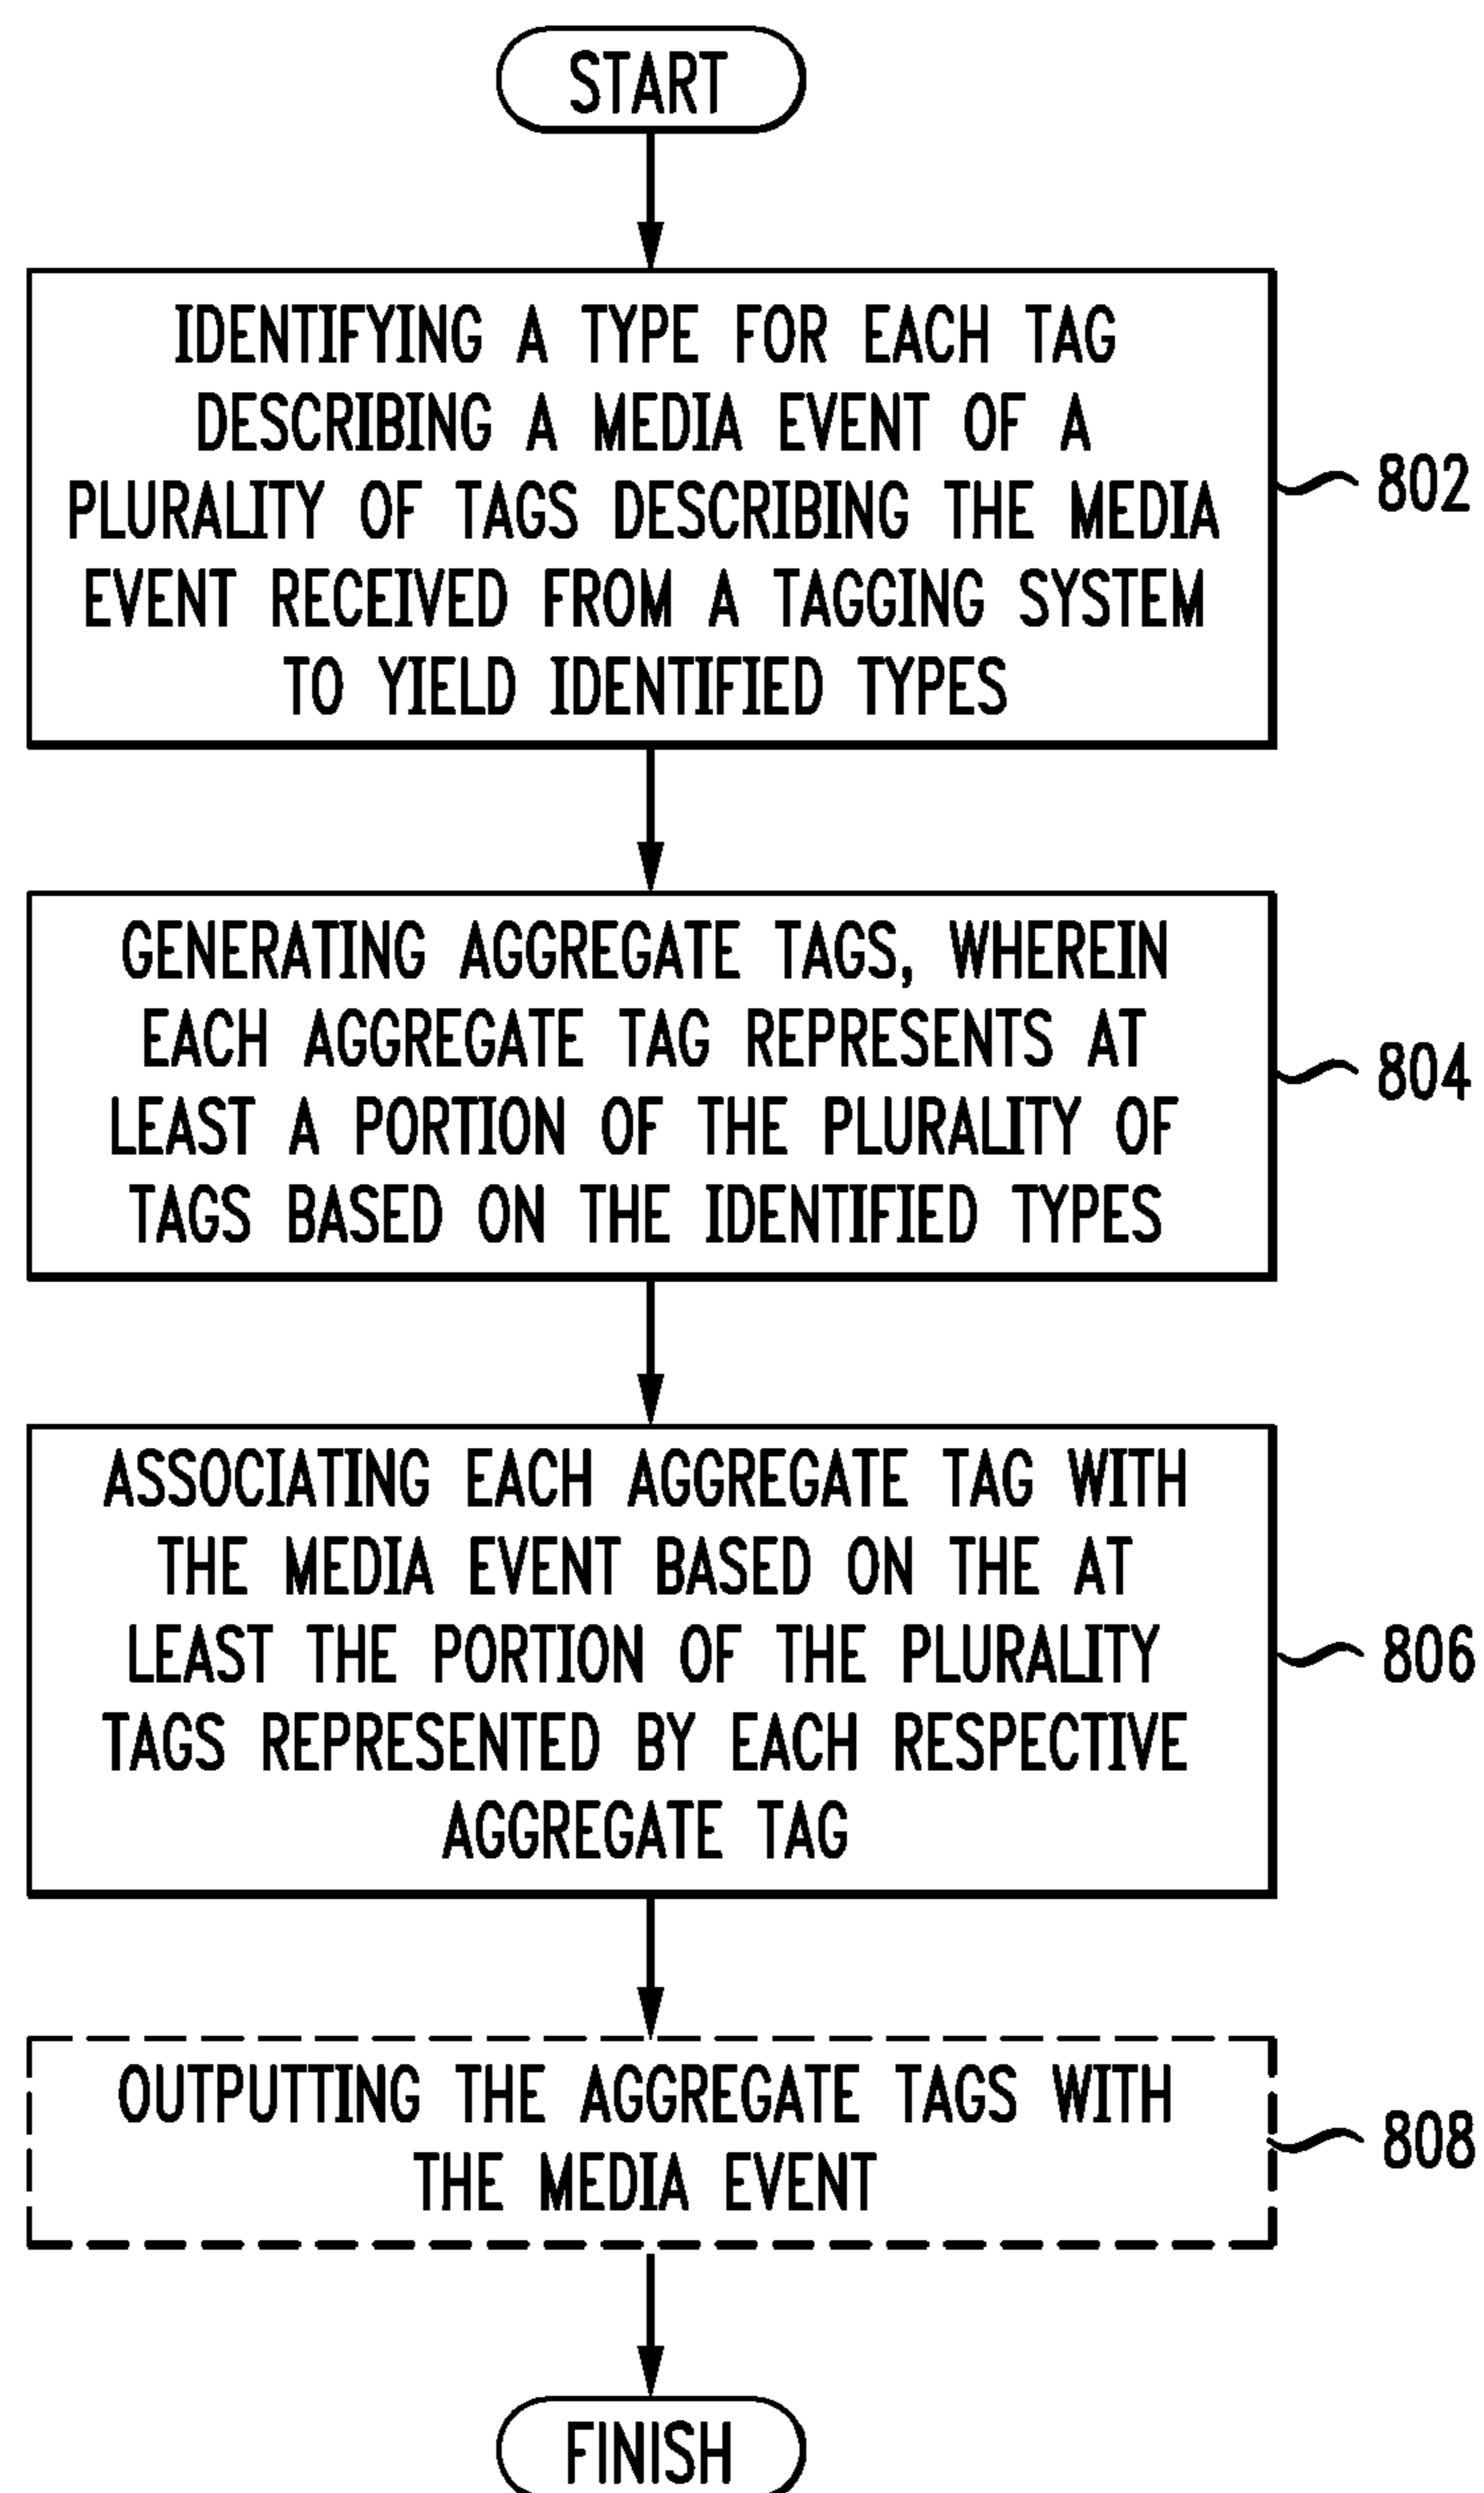 START
IDENTIFYING A TYPE FOR EACH TAG
DESCRIBING A MEDIA EVENT OF A
PLURALITY OF TAGS DESCRIBING THE MEDIA
EVENT RECEIVED FROM A TAGGING SYSTEM
TO YIELD IDENTIFIED TYPES
802
GENERATING AGGREGATE TAGS, WHEREIN
EACH AGGREGATE TAG REPRESENTS AT
LEAST A PORTION OF THE PLURALITY OF
TAGS BASED ON THE IDENTIFIED TYPES
804
ASSOCIATING EACH AGGREGATE TAG WITH
THE MEDIA EVENT BASED ON THE AT
LEAST THE PORTION OF THE PLURALITY
TAGS REPRESENTED BY EACH RESPECTIVE
AGGREGATE TAG
806
OUTPUTTING THE AGGREGATE TAGS WITH
THE MEDIA EVENT
808
FINISH